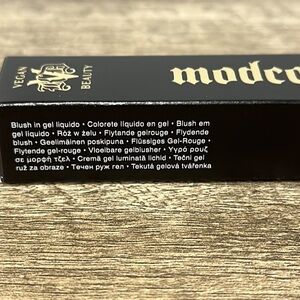 VEGAN
BEAUTY
modco
Blush in gel liquido • Colorete líquido en gel • Blush em
gel líquido • Róż w żelu • Flytande gelrouge • Flydende
blush • Geelimäinen poskipuna • Flüssiges Gel-Rouge •
Flytende gel-rouge • Vloeibare gelblusher • Υγρό ρουζ
σε μορφή τζελ • Cremă gel luminată lichid • Tečni gel
ruž za obraze • Течен руж гел • Tekutá gelová tvářenka